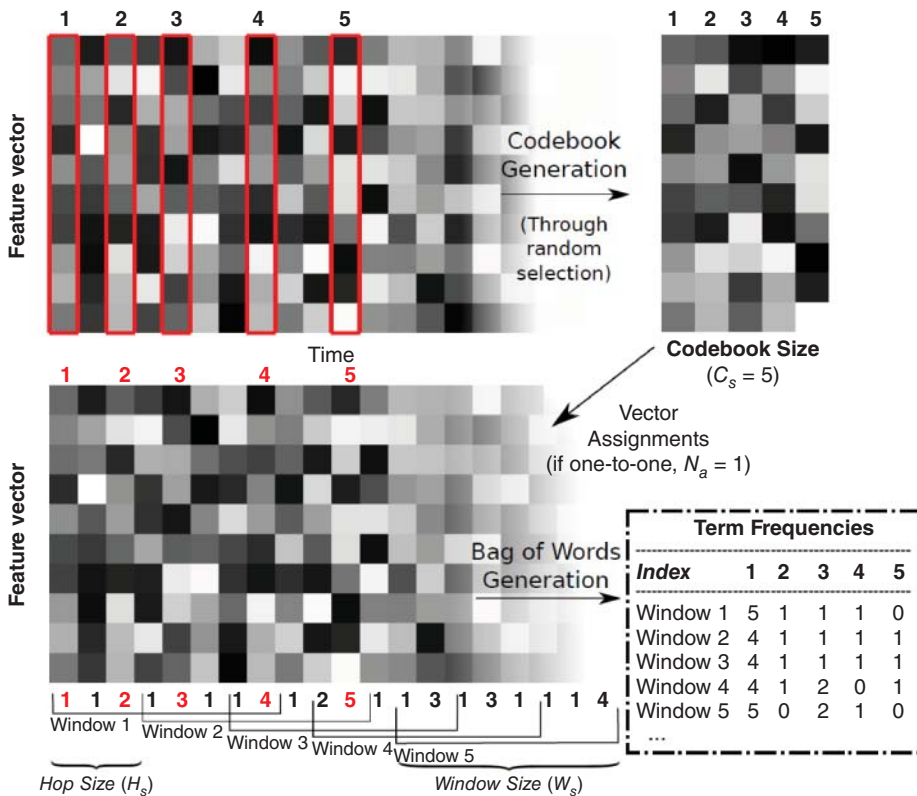 1 2 3 4 5
1 2 3 4 5
Feature vector
Codebook
Generation
(Through
random
selection)
Time
Codebook Size
(Cs = 5)
1 2 3 4 5
Vector
Assignments
(if one-to-one, Na = 1)
Feature vector
Bag of Words
Generation
Term Frequencies
Index 1 2 3 4 5
Window 1 5 1 1 1 0
Window 2 4 1 1 1 1
Window 3 4 1 1 1 1
Window 4 4 1 2 0 1
Window 5 5 0 2 1 0
...
1 1 2 1 3 1 1 4 1 2 5 1 1 3 1 3 1 1 1 4
Window 1
Window 2
Window 3
Window 4
Window 5
Hop Size (Hs)
Window Size (Ws)